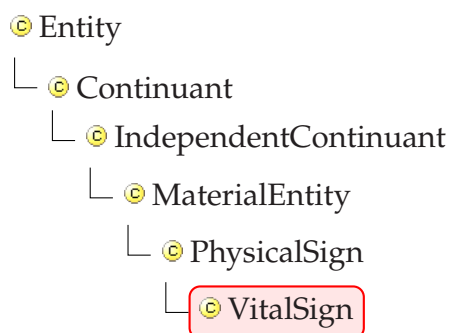 © Entity
© Continuant
© IndependentContinuant
© MaterialEntity
© PhysicalSign
© VitalSign